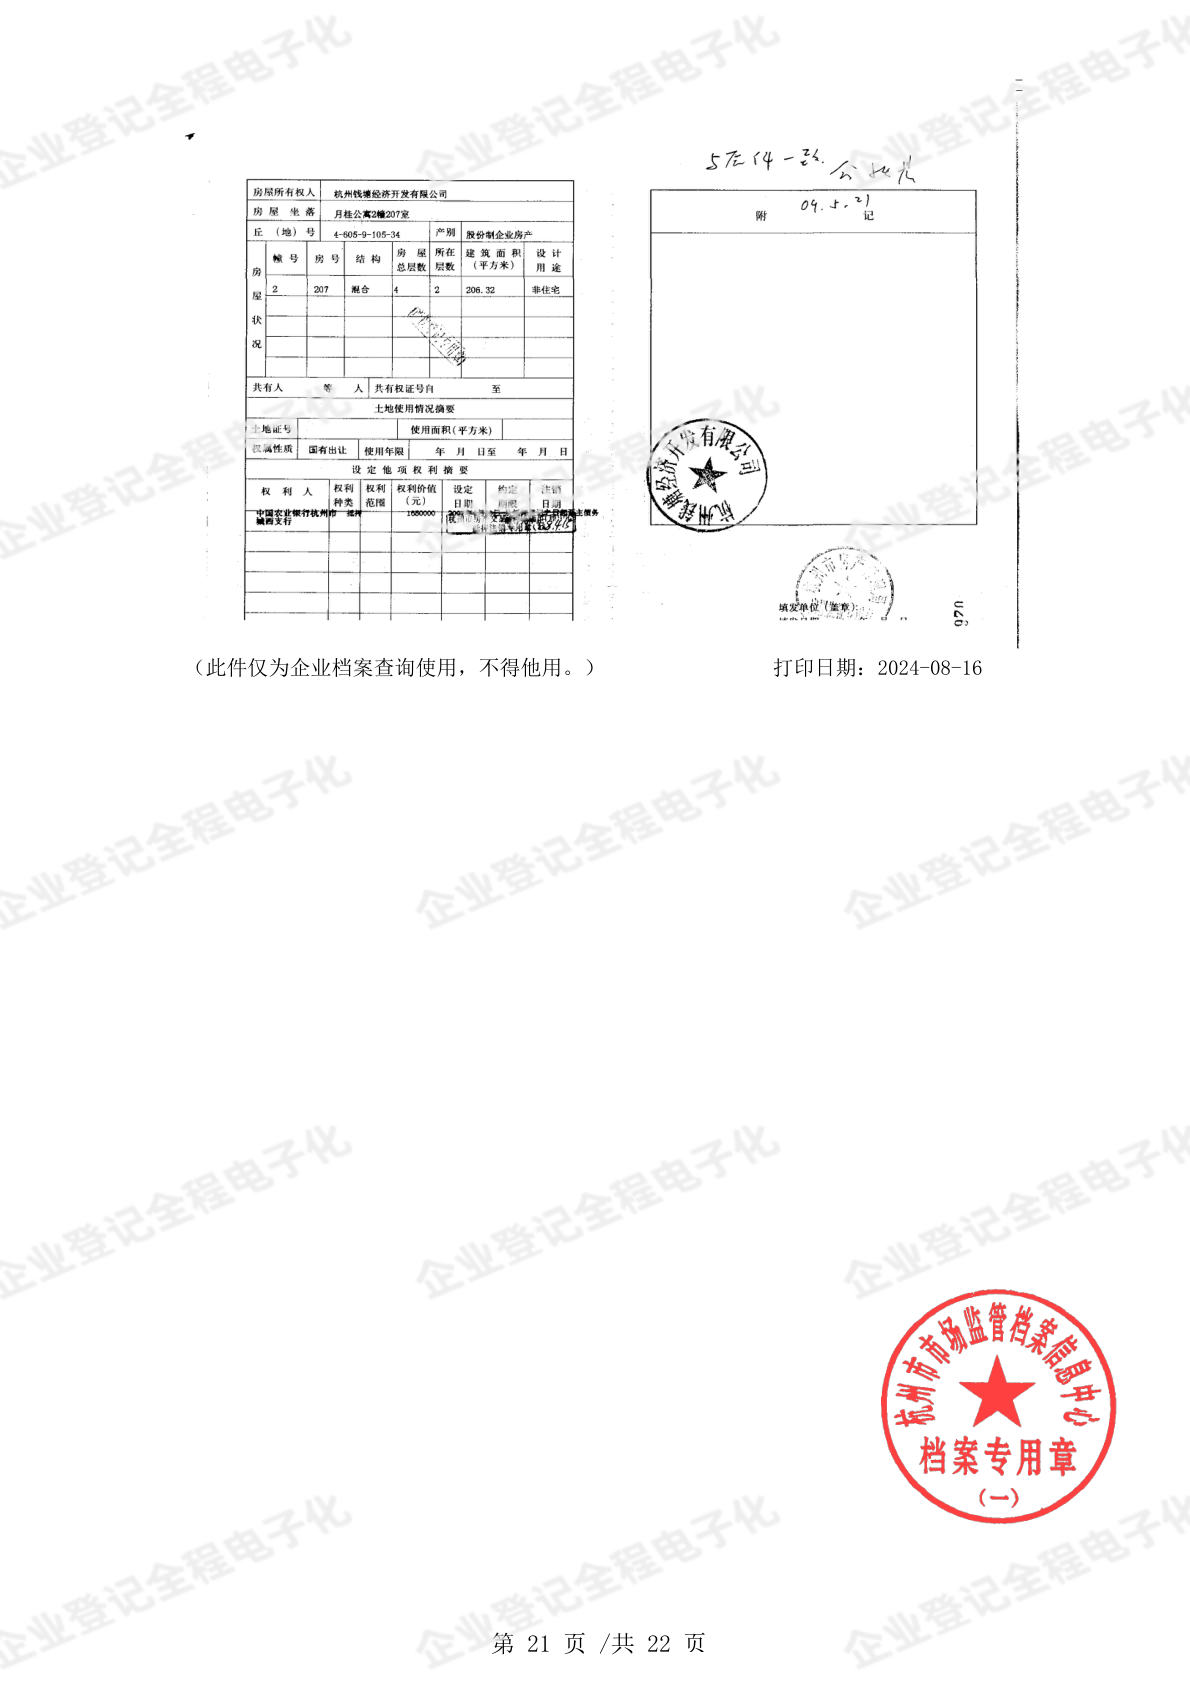 与原件一致.
09.5.21
房屋所有权人 杭州钱塘经济开发有限公司
房屋坐落 月桂公寓2幢207室
丘(地)号 4-605-9-105-34 产别 股份制企业房产
房屋状况
幢号 房号 结构 房屋总层数 所在层数 建筑面积(平方米) 设计用途
2 207 混合 4 2 206.32 非住宅
共有人 等 人 共有权证号自 至
土地使用情况摘要
土地证号 使用面积(平方米)
权属性质 国有出让 使用年限 年 月 日至 年 月 日
设定他项权利摘要
权利人 权利种类 权利范围 权利价值(元) 设定日期 约定期限 注销日期
中国农业银行杭州市城西支行 抵押 1680000
附 记
杭州钱塘经济开发有限公司
填发单位(盖章):
(此件仅为企业档案查询使用，不得他用。) 打印日期：2024-08-16
杭州市市场监管档案信息中心
档案专用章
(一)
第 21 页 /共 22 页
企业登记全程电子化